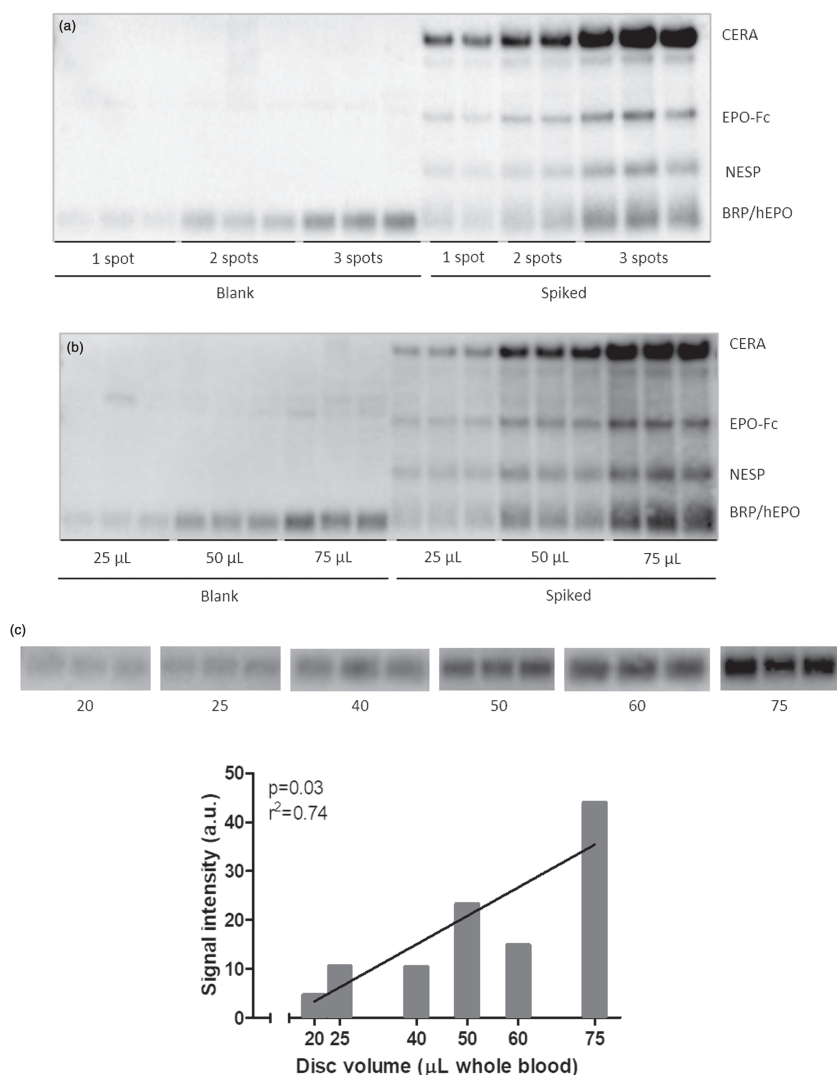 (a)
CERA
EPO-Fc
NESP
BRP/hEPO
1 spot 2 spots 3 spots 1 spot 2 spots 3 spots
Blank Spiked
(b)
CERA
EPO-Fc
NESP
BRP/hEPO
25 µL 50 µL 75 µL 25 µL 50 µL 75 µL
Blank Spiked
(c)
20 25 40 50 60 75
p=0.03
r²=0.74
Signal intensity (a.u.)
50
40
30
20
10
0
20 25 40 50 60 75
Disc volume (µL whole blood)